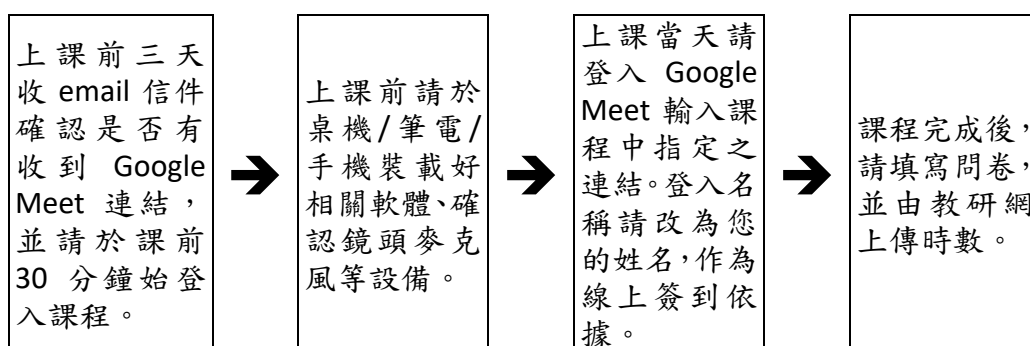 上課前三天
收 email 信件
確認是否有
收到 Google
Meet 連結，
並請於課前
30 分鐘始登
入課程。
上課前請於
桌機/筆電/
手機裝載好
相關軟體、確
認鏡頭麥克
風等設備。
上課當天請
登入 Google
Meet 輸入課
程中指定之
連結。登入名
稱請改為您
的姓名，作為
線上簽到依
據。
課程完成後，
請填寫問卷，
並由教研網
上傳時數。